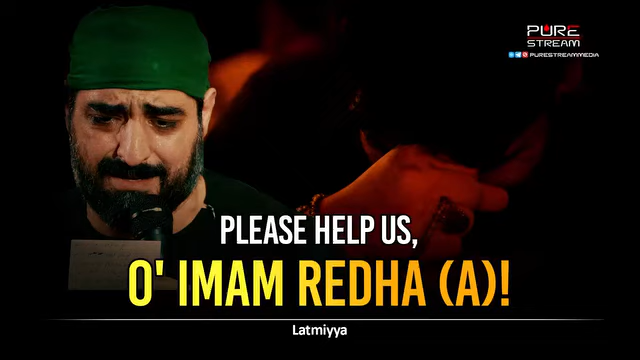 PURE
STREAM
PURESTREAMMEDIA
PLEASE HELP US,
O' IMAM REDHA (A)!
Latmiyya